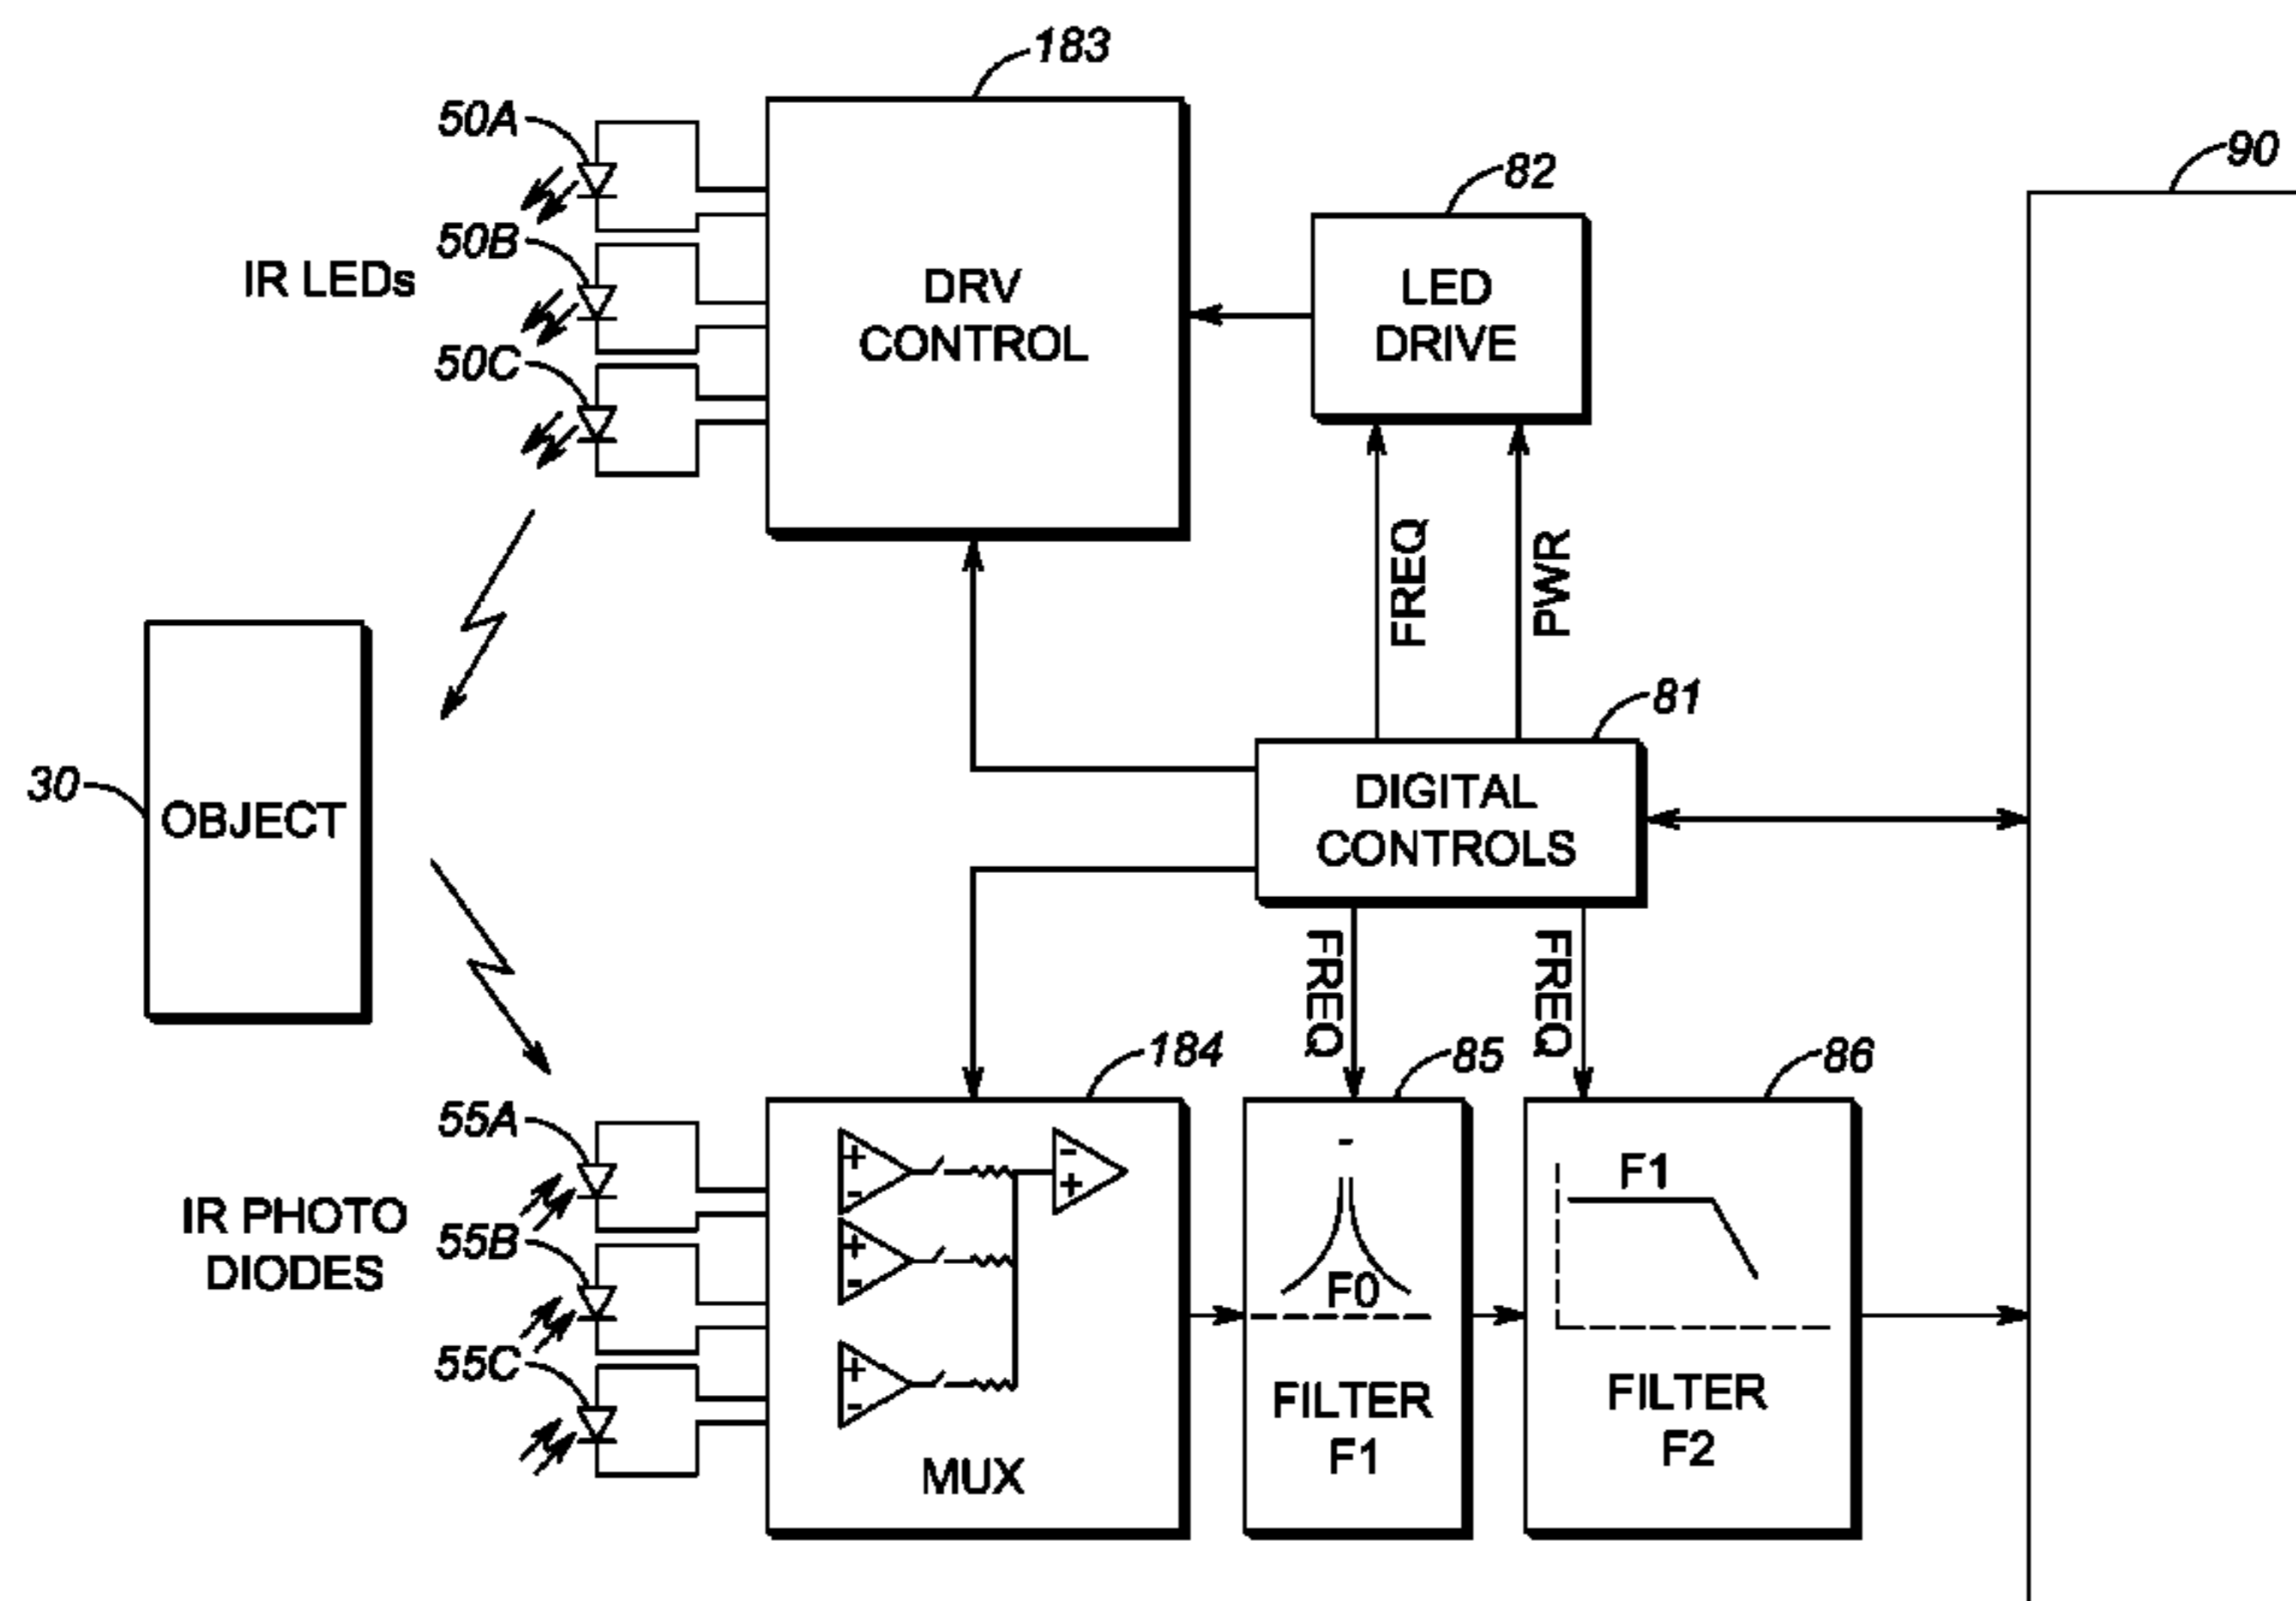 183
50A
82
90
50B
IR LEDs
DRV
CONTROL
LED
DRIVE
50C
FREQ
PWR
81
30
OBJECT
DIGITAL
CONTROLS
FREQ
FREQ
184
85
86
55A
+
-
-
+
-
F1
IR PHOTO
DIODES
55B
+
-
F0
55C
+
-
FILTER
F1
FILTER
F2
MUX